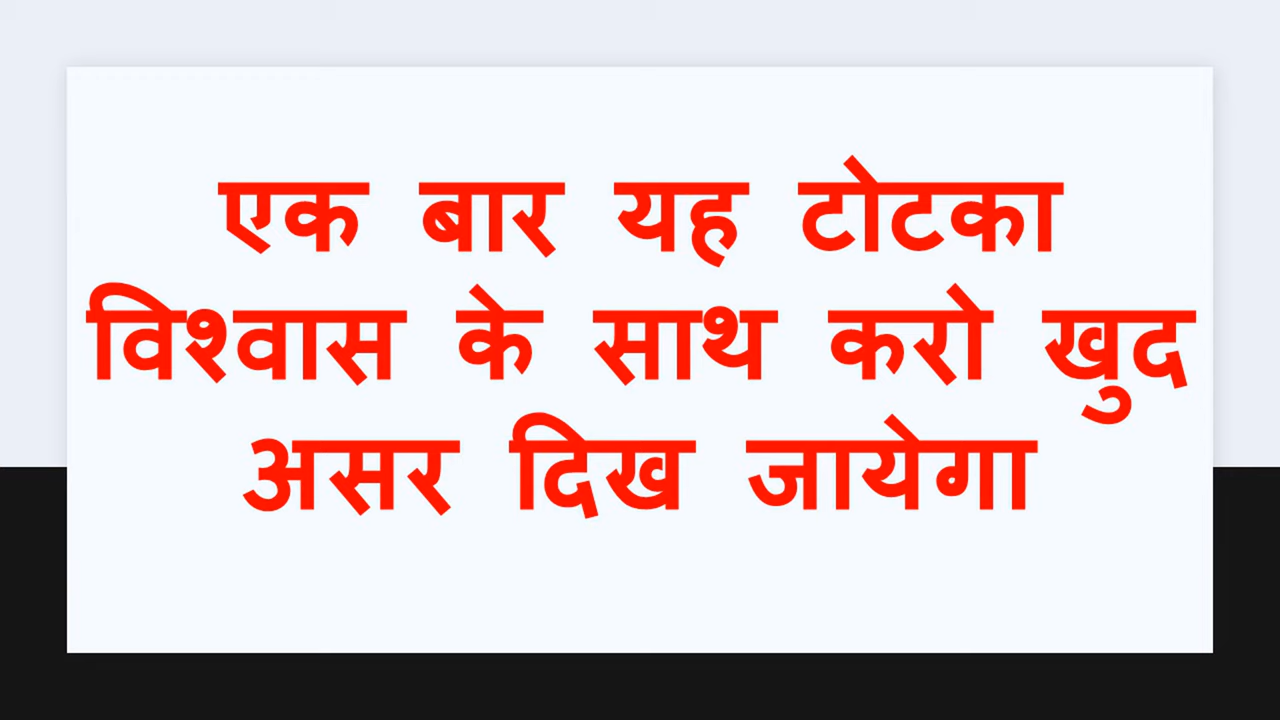 एक बार यह टोटका
विश्वास के साथ करो खुद
असर दिख जायेगा